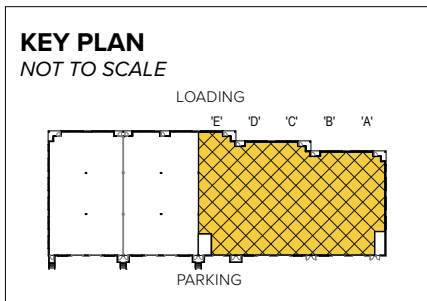 KEY PLAN
NOT TO SCALE
LOADING
'E' 'D' 'C' 'B' 'A'
PARKING